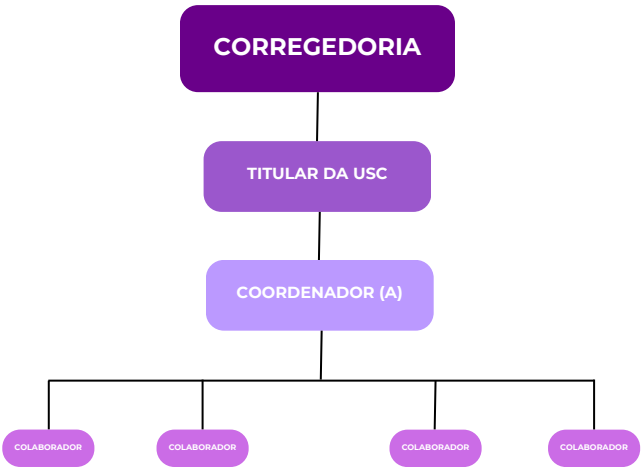 CORREGEDORIA
TITULAR DA USC
COORDENADOR (A)
COLABORADOR
COLABORADOR
COLABORADOR
COLABORADOR